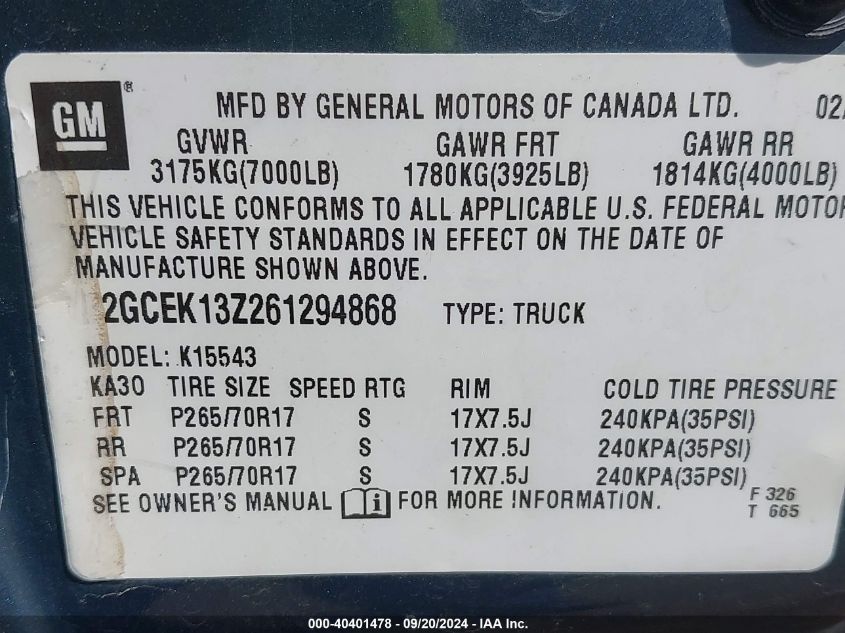 GM®
MFD BY GENERAL MOTORS OF CANADA LTD. 02/
GVWR GAWR FRT GAWR RR
3175KG(7000LB) 1780KG(3925LB) 1814KG(4000LB)
THIS VEHICLE CONFORMS TO ALL APPLICABLE U.S. FEDERAL MOTOR
VEHICLE SAFETY STANDARDS IN EFFECT ON THE DATE OF
MANUFACTURE SHOWN ABOVE.
2GCEK13Z261294868 TYPE: TRUCK
MODEL: K15543
KA30 TIRE SIZE SPEED RTG RIM COLD TIRE PRESSURE
FRT P265/70R17 S 17X7.5J 240KPA(35PSI)
RR P265/70R17 S 17X7.5J 240KPA(35PSI)
SPA P265/70R17 S 17X7.5J 240KPA(35PSI)
SEE OWNER'S MANUAL i FOR MORE INFORMATION.
F 326
T 665
000-40401478 - 09/20/2024 - IAA Inc.